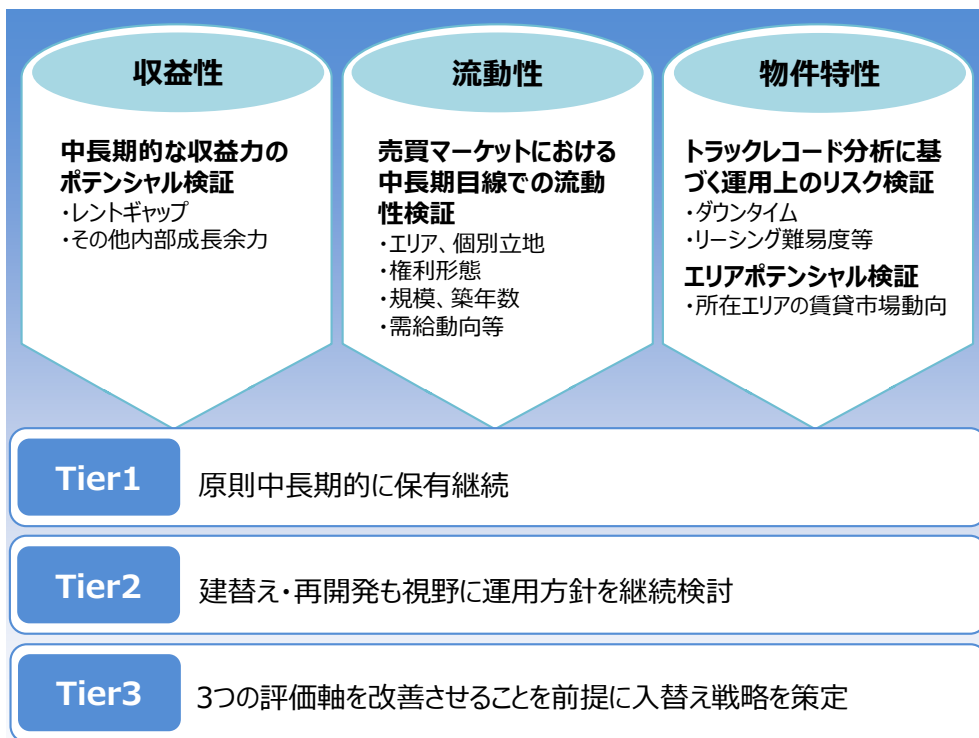 収益性
中長期的な収益力の
ポテンシャル検証
・レントギャップ
・その他内部成長余力
流動性
売買マーケットにおける
中長期目線での流動
性検証
・エリア、個別立地
・権利形態
・規模、築年数
・需給動向等
物件特性
トラックレコード分析に基
づく運用上のリスク検証
・ダウンタイム
・リーシング難易度等
エリアポテンシャル検証
・所在エリアの賃貸市場動向
Tier1
原則中長期的に保有継続
Tier2
建替え・再開発も視野に運用方針を継続検討
Tier3
3つの評価軸を改善させることを前提に入替え戦略を策定